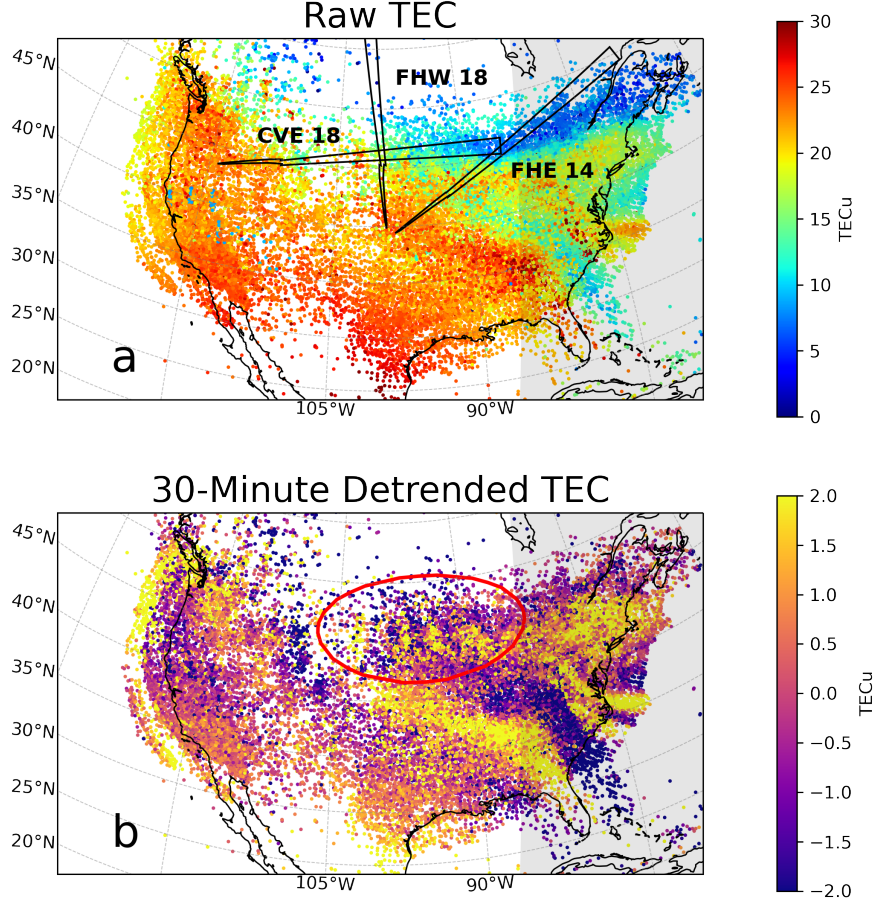 Raw TEC
45°N
40°N
35°N
30°N
25°N
20°N
FHW 18
CVE 18
FHE 14
a
105°W
90°W
30
25
20
15
10
5
0
TECu
30-Minute Detrended TEC
45°N
40°N
35°N
30°N
25°N
20°N
b
105°W
90°W
2.0
1.5
1.0
0.5
0.0
−0.5
−1.0
−1.5
−2.0
TECu